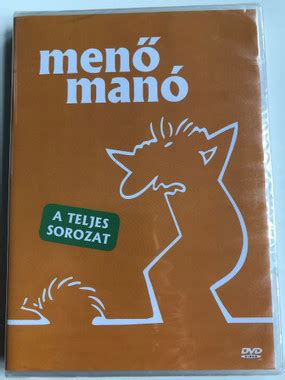 menő
manó
A TELJES
SOROZAT
DVD